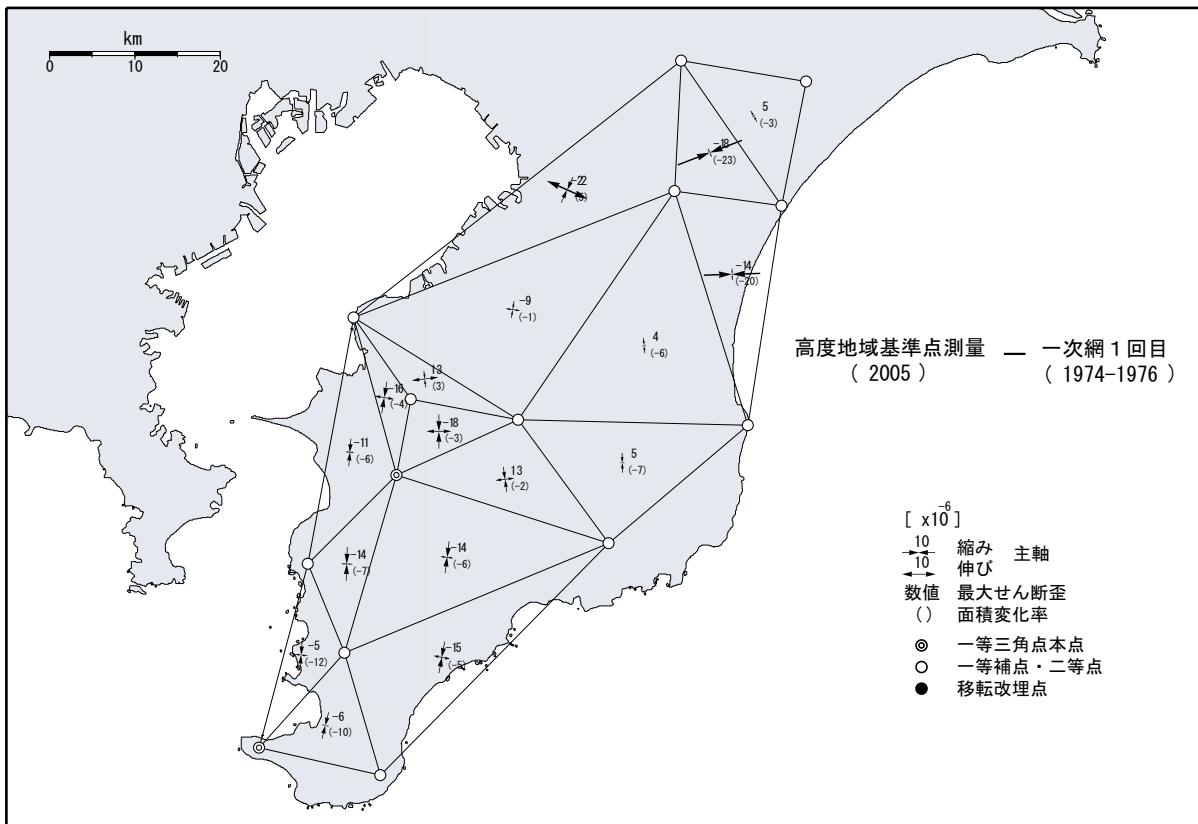 km
0 10 20
5
(-3)
-18
(-23)
-22
-14
(-20)
-9
(-1)
4
(-6)
高度地域基準点測量 ― 一次網1回目
( 2005 ) ( 1974-1976 )
13
(3)
-16
(-4)
-18
(-3)
-11
(-6)
5
(-7)
13
(-2)
-14
(-7)
-14
(-6)
-5
(-12)
-15
(-5)
-6
(-10)
[ x10-6 ]
10 縮み 主軸
10 伸び
数値 最大せん断歪
( ) 面積変化率
一等三角点本点
一等補点・二等点
移転改埋点